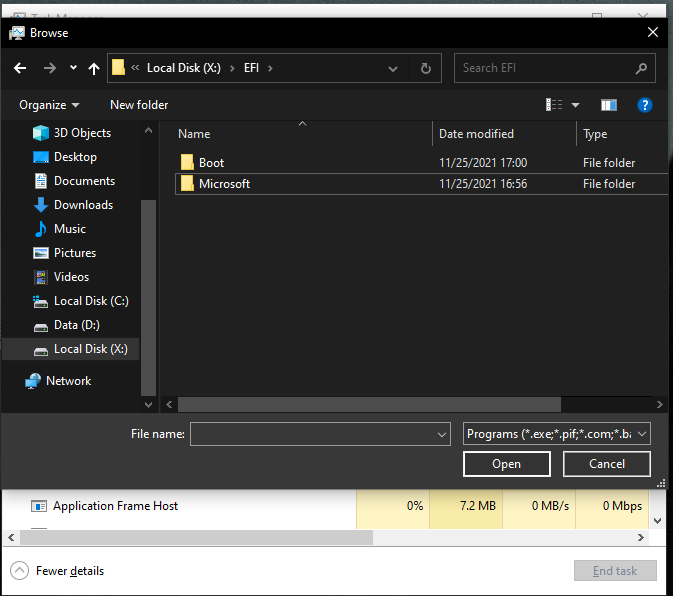 Task Manager
Browse
« Local Disk (X:) › EFI ›
Search EFI
Organize
New folder
?
Name
Date modified
Type
3D Objects
Desktop
Documents
Downloads
Music
Pictures
Videos
Local Disk (C:)
Data (D:)
Local Disk (X:)
Network
Boot 11/25/2021 17:00 File folder
Microsoft 11/25/2021 16:56 File folder
File name:
Programs (*.exe;*.pif;*.com;*.ba
Open
Cancel
Application Frame Host 0% 7.2 MB 0 MB/s 0 Mbps
Fewer details
End task